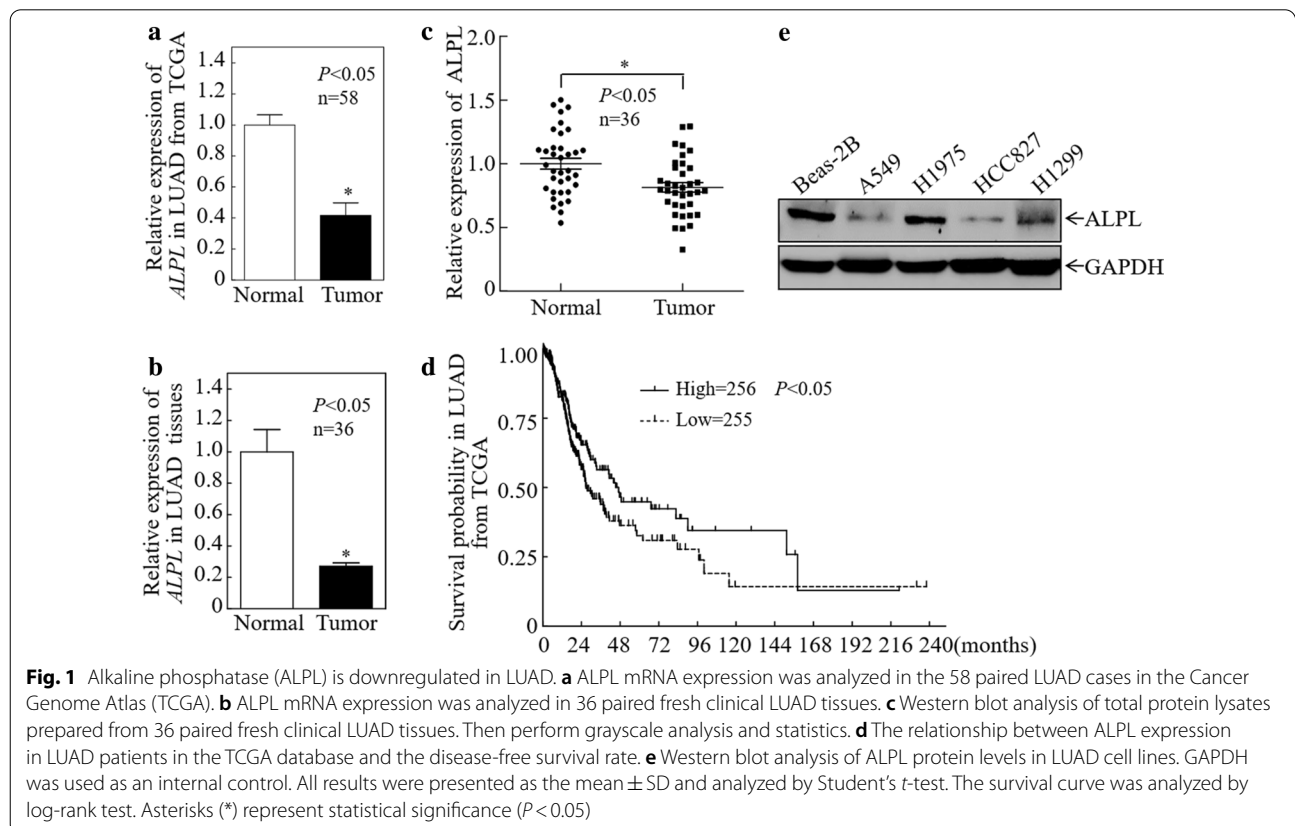 a
Relative expression of
ALPL in LUAD from TCGA
1.4
1.2
1.0
0.8
0.6
0.4
0.2
0
P<0.05
n=58
*
Normal Tumor
c
Relative expression of ALPL
2.0
1.5
1.0
0.5
0.0
*
P<0.05
n=36
Normal Tumor
e
Beas-2B A549 H1975 HCC827 H1299
←ALPL
←GAPDH
b
Relative expression of
ALPL in LUAD tissues
1.4
1.2
1.0
0.8
0.6
0.4
0.2
0
P<0.05
n=36
*
Normal Tumor
d
Survival probability in LUAD
from TCGA
1.00
0.75
0.50
0.25
0
High=256 P<0.05
Low=255
0 24 48 72 96 120 144 168 192 216 240(months)
Fig. 1 Alkaline phosphatase (ALPL) is downregulated in LUAD. a ALPL mRNA expression was analyzed in the 58 paired LUAD cases in the Cancer
Genome Atlas (TCGA). b ALPL mRNA expression was analyzed in 36 paired fresh clinical LUAD tissues. c Western blot analysis of total protein lysates
prepared from 36 paired fresh clinical LUAD tissues. Then perform grayscale analysis and statistics. d The relationship between ALPL expression
in LUAD patients in the TCGA database and the disease-free survival rate. e Western blot analysis of ALPL protein levels in LUAD cell lines. GAPDH
was used as an internal control. All results were presented as the mean ± SD and analyzed by Student's t-test. The survival curve was analyzed by
log-rank test. Asterisks (*) represent statistical significance (P < 0.05)